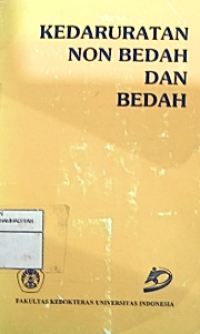 KEDARURATAN
NON BEDAH
DAN
BEDAH
FAKULTAS KEDOKTERAN UNIVERSITAS INDONESIA